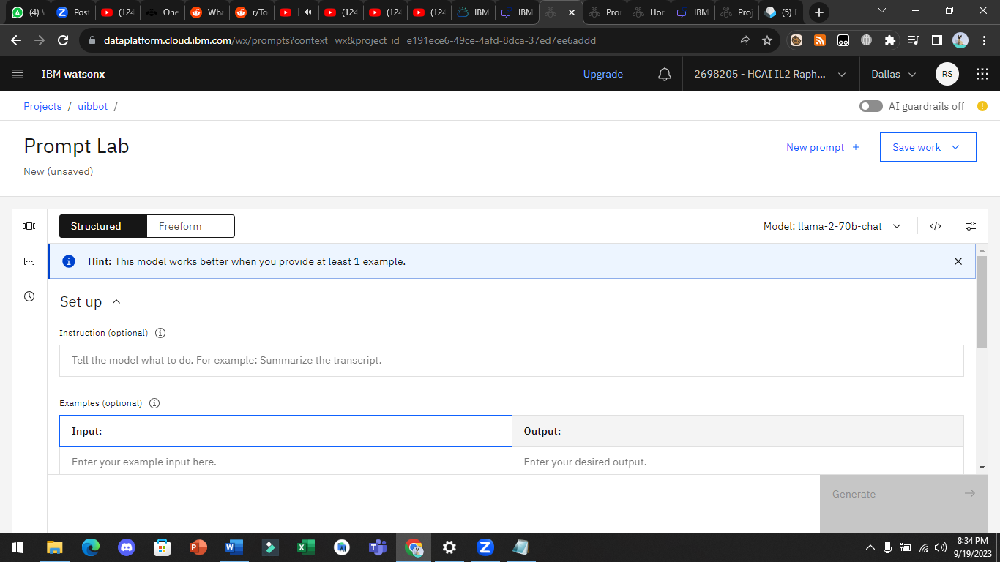 (4) W
Post
(124
One
Wha
r/To
(124
(124
(124
IBM
IBM
Pro
Hor
IBM
Proj
(5)
dataplatform.cloud.ibm.com/wx/prompts?context=wx&project_id=e191ece6-49ce-4afd-8dca-37ed7ee6addd
IBM watsonx
Upgrade
2698205 - HCAI IL2 Raph...
Dallas
RS
Projects / uibbot /
AI guardrails off
Prompt Lab
New prompt +
Save work
New (unsaved)
Structured
Freeform
Model: llama-2-70b-chat
</>
Hint: This model works better when you provide at least 1 example.
Set up
Instruction (optional)
Tell the model what to do. For example: Summarize the transcript.
Examples (optional)
Input:
Output:
Enter your example input here.
Enter your desired output.
Generate
8:34 PM
9/19/2023